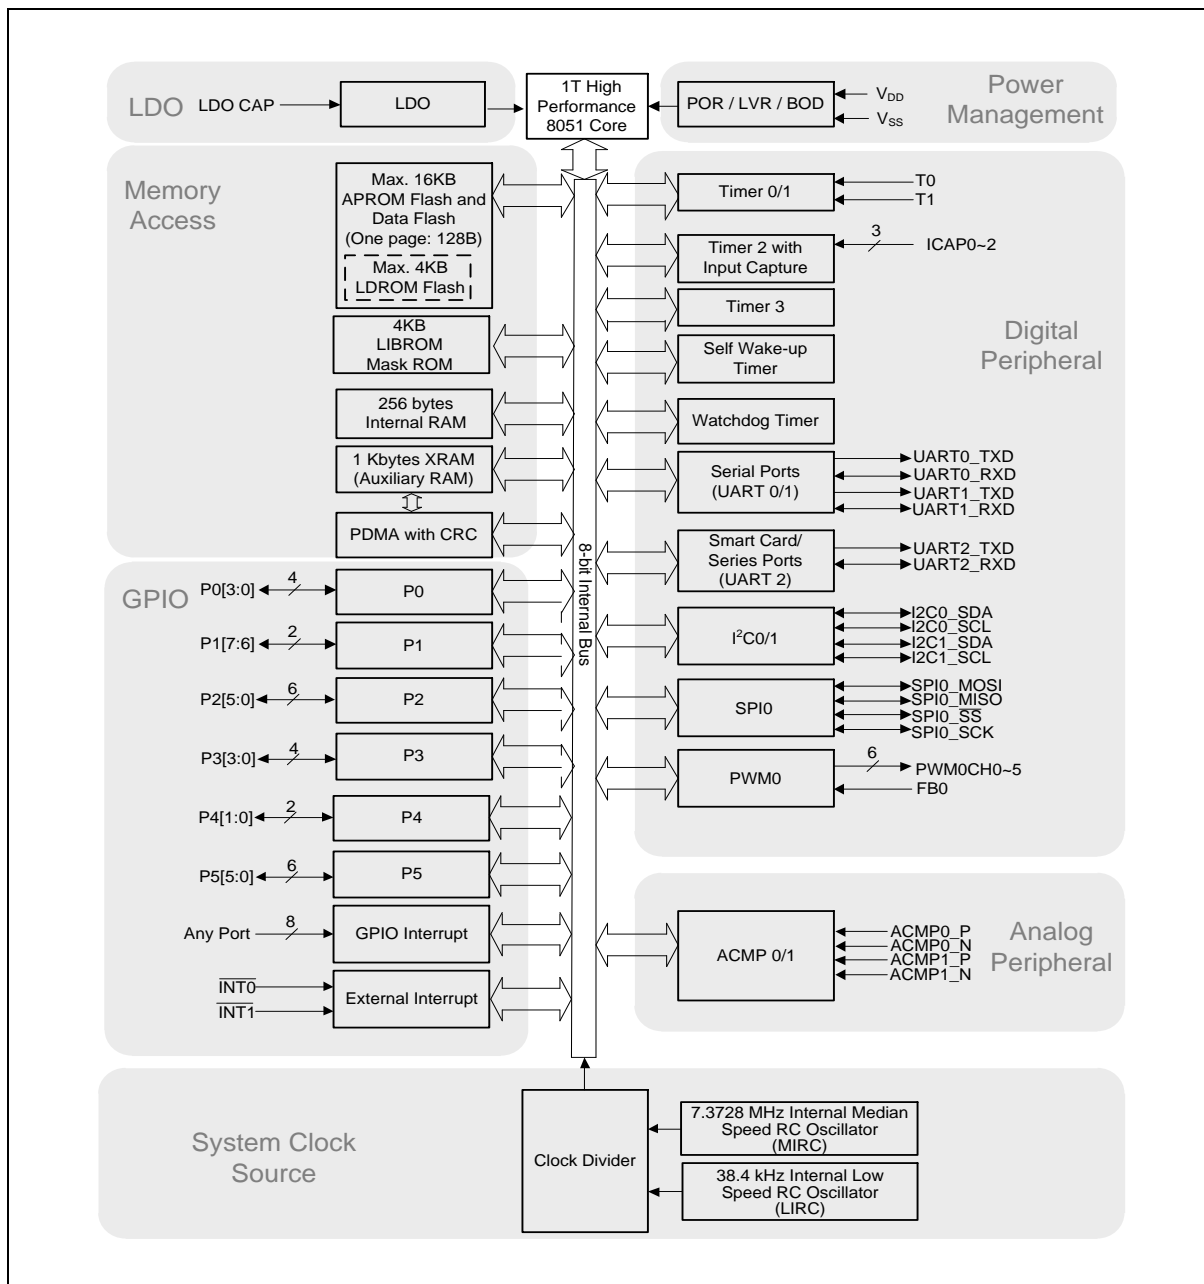 LDO
LDO CAP
LDO
1T High
Performance
8051 Core
POR / LVR / BOD
VDD
VSS
Power
Management
Memory
Access
Max. 16KB
APROM Flash and
Data Flash
(One page: 128B)
Max. 4KB
LDROM Flash
4KB
LIBROM
Mask ROM
256 bytes
Internal RAM
1 Kbytes XRAM
(Auxiliary RAM)
PDMA with CRC
GPIO
P0[3:0]
4
P0
P1[7:6]
2
P1
P2[5:0]
6
P2
P3[3:0]
4
P3
P4[1:0]
2
P4
P5[5:0]
6
P5
Any Port
8
GPIO Interrupt
INT0
INT1
External Interrupt
8-bit Internal Bus
Digital
Peripheral
Timer 0/1
T0
T1
Timer 2 with
Input Capture
3
ICAP0~2
Timer 3
Self Wake-up
Timer
Watchdog Timer
Serial Ports
(UART 0/1)
UART0_TXD
UART0_RXD
UART1_TXD
UART1_RXD
Smart Card/
Series Ports
(UART 2)
UART2_TXD
UART2_RXD
I²C0/1
I2C0_SDA
I2C0_SCL
I2C1_SDA
I2C1_SCL
SPI0
SPI0_MOSI
SPI0_MISO
SPI0_SS
SPI0_SCK
PWM0
6
PWM0CH0~5
FB0
Analog
Peripheral
ACMP 0/1
ACMP0_P
ACMP0_N
ACMP1_P
ACMP1_N
System Clock
Source
Clock Divider
7.3728 MHz Internal Median
Speed RC Oscillator
(MIRC)
38.4 kHz Internal Low
Speed RC Oscillator
(LIRC)